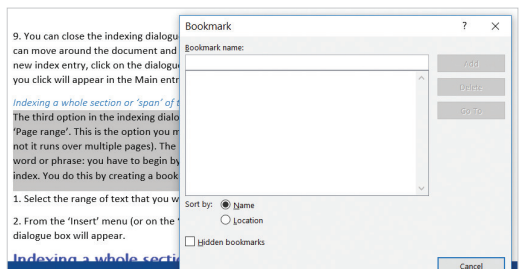 9. You can close the indexing dialogu
can move around the document and
new index entry, click on the dialogu
you click will appear in the Main entr
Indexing a whole section or ‘span’ of t
The third option in the indexing dialo
‘Page range’. This is the option you m
not it runs over multiple pages). The
word or phrase: you have to begin by
index. You do this by creating a book
1. Select the range of text that you w
2. From the ‘Insert’ menu (or on the ‘
dialogue box will appear.
Indexing a whole sectio
Bookmark ? ×
Bookmark name:
Add
Delete
Go To
Sort by: Name
Location
Hidden bookmarks
Cancel